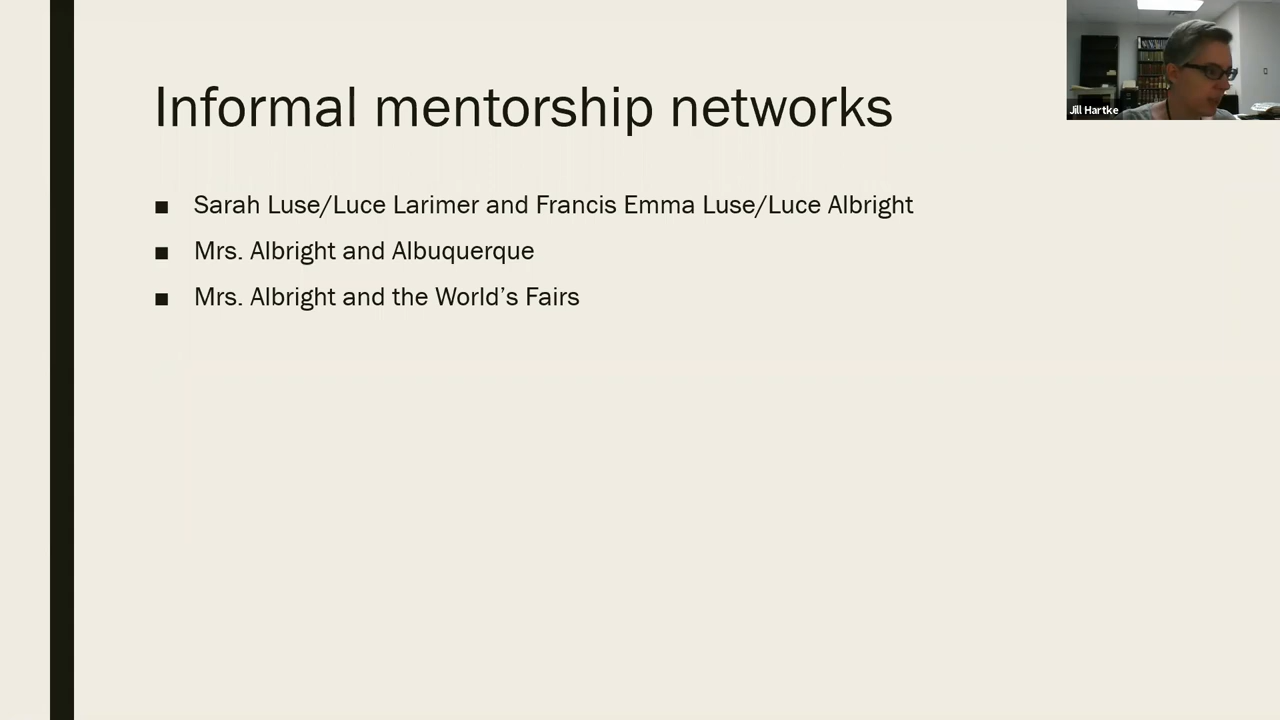 Informal mentorship networks
Jill Hartke
■ Sarah Luse/Luce Larimer and Francis Emma Luse/Luce Albright
■ Mrs. Albright and Albuquerque
■ Mrs. Albright and the World’s Fairs